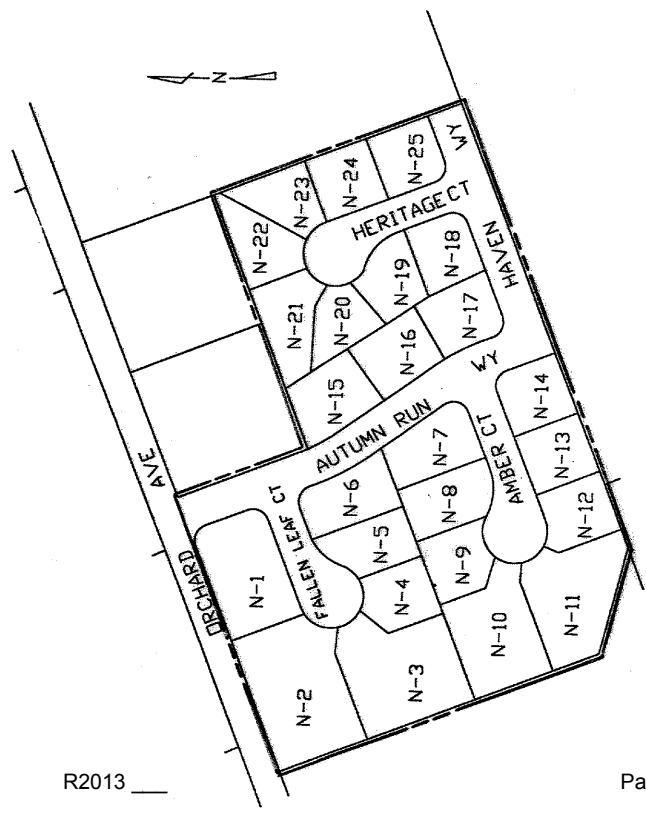 N
ORCHARD AVE
N-1
N-2
N-3
N-4
N-5
N-6
N-7
N-8
N-9
N-10
N-11
N-12
N-13
N-14
N-15
N-16
N-17
N-18
N-19
N-20
N-21
N-22
N-23
N-24
N-25
FALLEN LEAF CT
AUTUMN RUN WY
AMBER CT
HERITAGE CT
HAVEN WY
R2013 ___
Pa